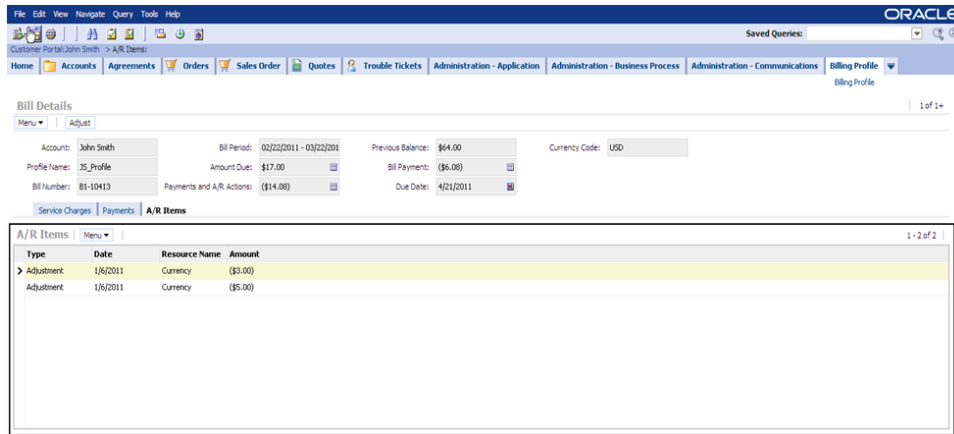 File Edit View Navigate Query Tools Help ORACLE
Saved Queries:
Customer Portal:John Smith > A/R Items:
Home Accounts Agreements Orders Sales Order Quotes Trouble Tickets Administration - Application Administration - Business Process Administration - Communications Billing Profile
Billing Profile
Bill Details 1 of 1+
Menu Adjust
Account: John Smith Bill Period: 02/22/2011 - 03/22/201 Previous Balance: $64.00 Currency Code: USD
Profile Name: JS_Profile Amount Due: $17.00 Bill Payment: ($6.08)
Bill Number: B1-10413 Payments and A/R Actions: ($14.08) Due Date: 4/21/2011
Service Charges Payments A/R Items
A/R Items Menu 1 - 2 of 2
Type Date Resource Name Amount
Adjustment 1/6/2011 Currency ($3.00)
Adjustment 1/6/2011 Currency ($5.00)